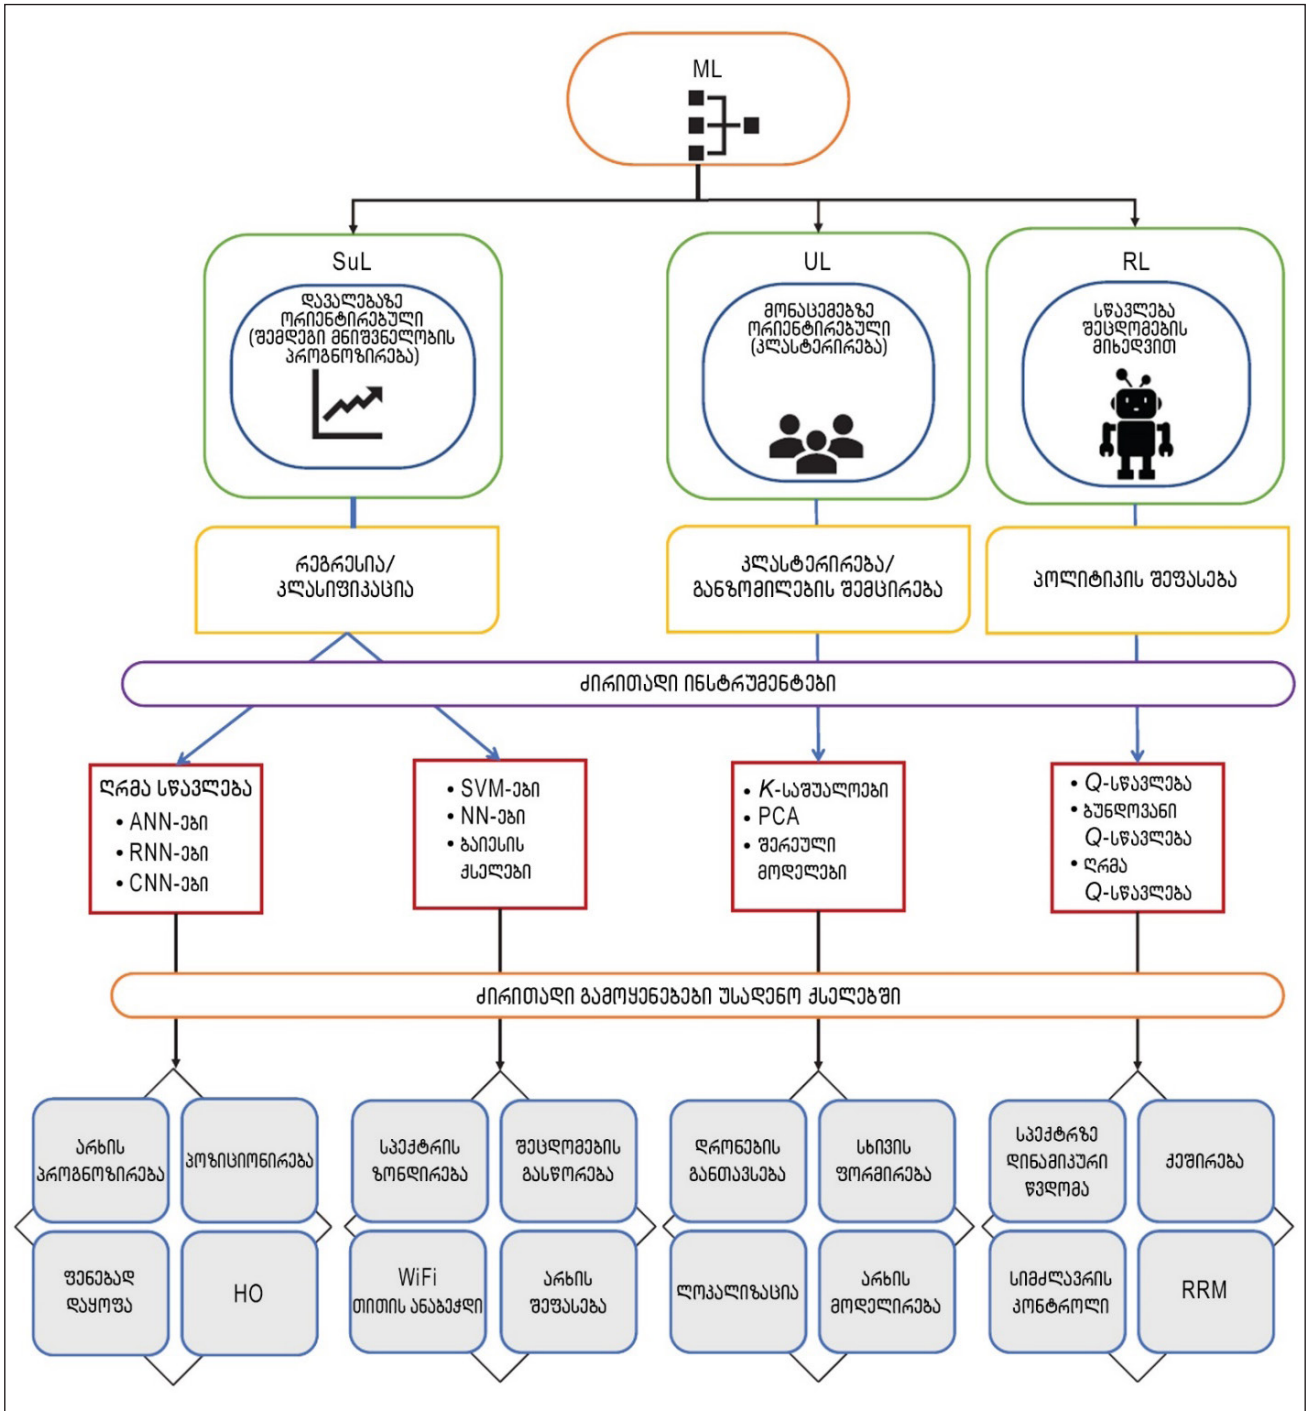 ML
SuL
დავალებაზე
ორიენტირებული
(შემდეგი მნიშვნელობის
პროგნოზირება)
UL
მონაცემებზე
ორიენტირებული
(კლასტერირება)
RL
სწავლება
შეცდომების
მიხედვით
რეგრესია/
კლასიფიკაცია
კლასტერირება/
განზომილების შემცირება
პოლიტიკის შეფასება
ძირითადი ინსტრუმენტები
ღრმა სწავლება
• ANN-ები
• RNN-ები
• CNN-ები
• SVM-ები
• NN-ები
• ბაიესის
ქსელები
• K-საშუალოები
• PCA
• შერეული
მოდელები
• Q-სწავლება
• ბუნდოვანი
Q-სწავლება
• ღრმა
Q-სწავლება
ძირითადი გამოყენებები უსადენო ქსელებში
არხის
პროგნოზირება
პოზიციონირება
ფენებად
დაყოფა
HO
სპექტრის
ზონდირება
შეცდომების
გასწორება
WiFi
თითის ანაბეჭდი
არხის
შეფასება
დრონების
განთავსება
სხივის
ფორმირება
ლოკალიზაცია
არხის
მოდელირება
სპექტრზე
დინამიკური
წვდომა
ქეშირება
სიმძლავრის
კონტროლი
RRM